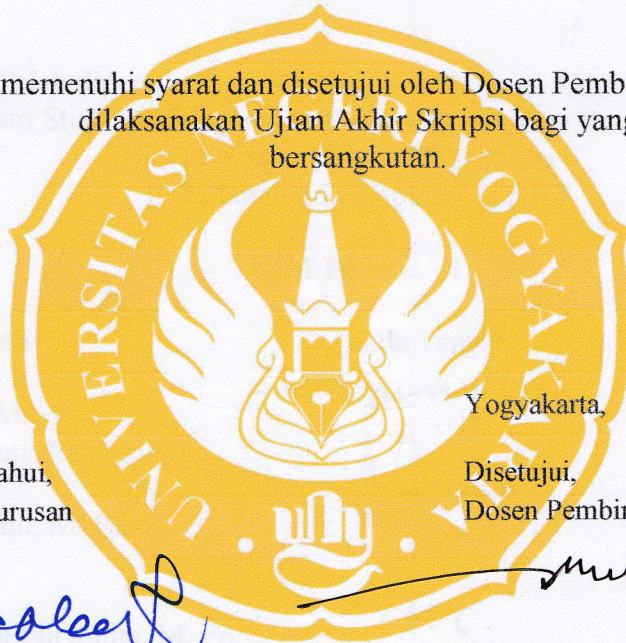 memenuhi syarat dan disetujui oleh Dosen Pemb
dilaksanakan Ujian Akhir Skripsi bagi yang
bersangkutan.
UNIVERSITAS NEGERI YOGYAKARTA
Yogyakarta,
ahui,
Disetujui,
urusan
Dosen Pembin
uny